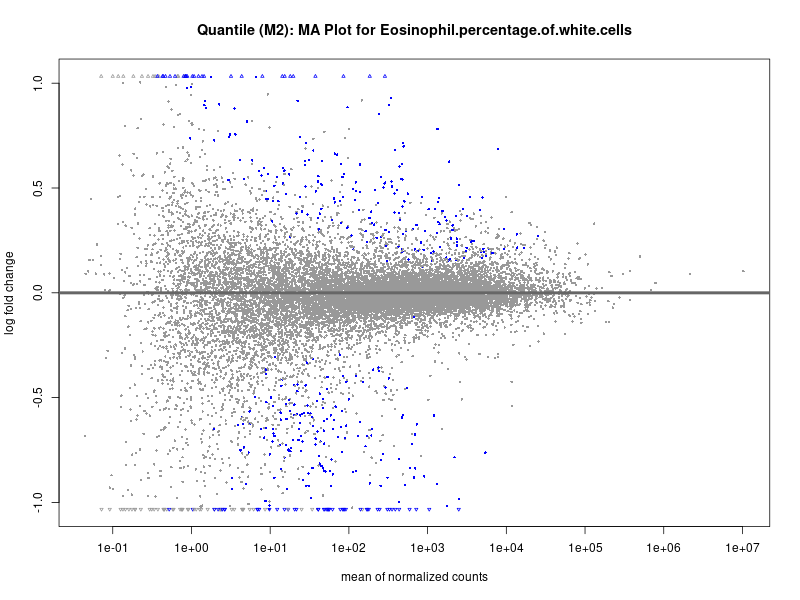 Quantile (M2): MA Plot for Eosinophil.percentage.of.white.cells
log fold change
1.0
0.5
0.0
-0.5
-1.0
1e-01 1e+00 1e+01 1e+02 1e+03 1e+04 1e+05 1e+06 1e+07
mean of normalized counts